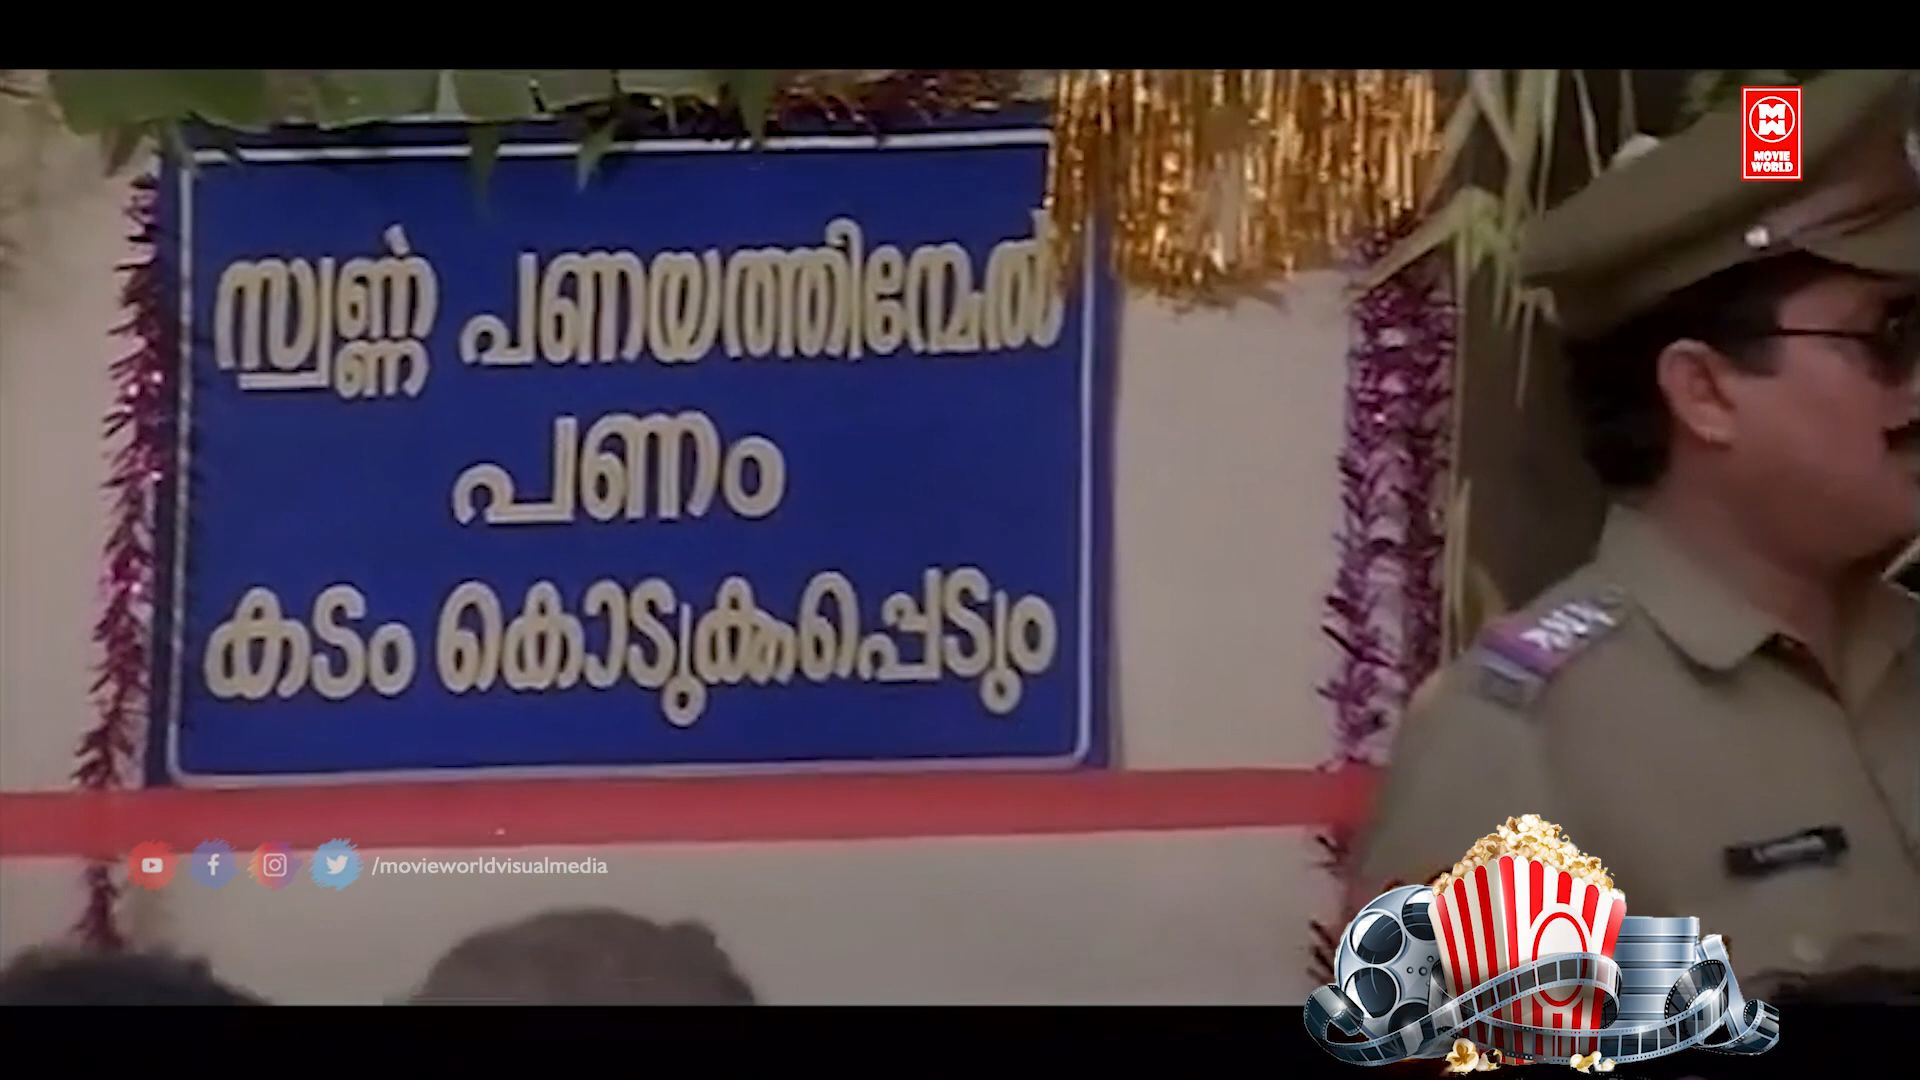 MOVIE
WORLD
സ്വർണ്ണ പണയത്തിന്മേൽ
പണം
കടം കൊടുക്കപ്പെടും
/movieworldvisualmedia